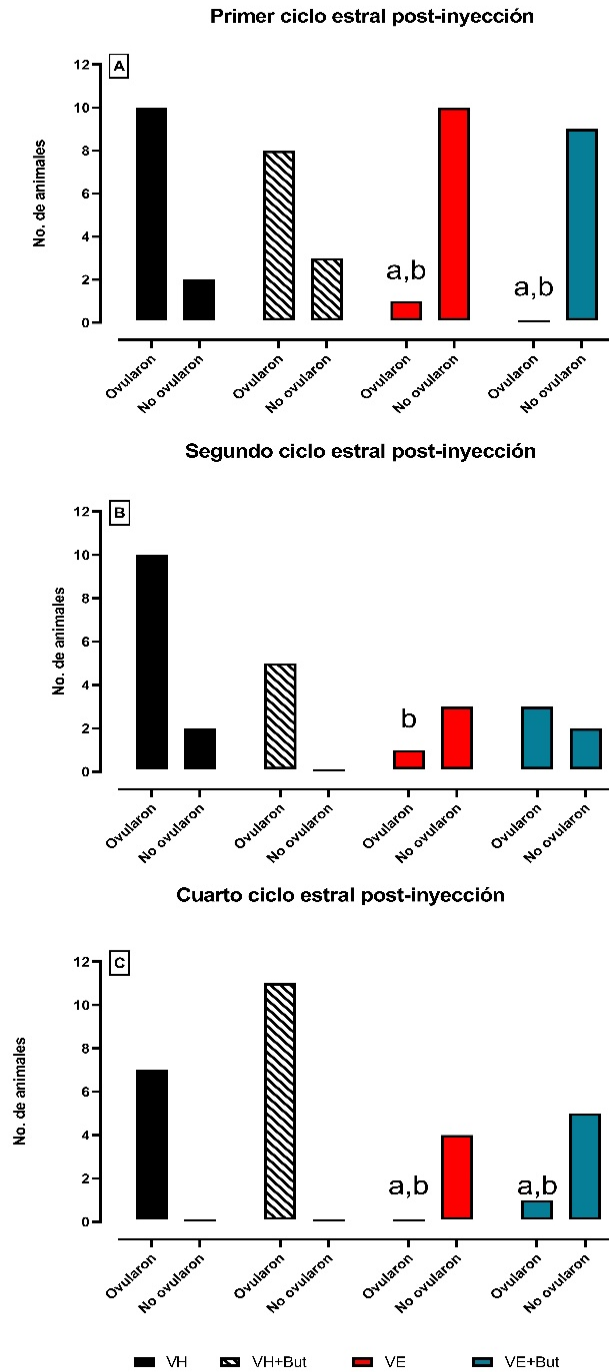 Primer ciclo estral post-inyección
A
No. de animales
12
10
8
6
4
2
0
a,b
a,b
Ovularon
No ovularon
Ovularon
No ovularon
Ovularon
No ovularon
Ovularon
No ovularon
Segundo ciclo estral post-inyección
B
No. de animales
12
10
8
6
4
2
0
b
Ovularon
No ovularon
Ovularon
No ovularon
Ovularon
No ovularon
Ovularon
No ovularon
Cuarto ciclo estral post-inyección
C
No. de animales
12
10
8
6
4
2
0
a,b
a,b
Ovularon
No ovularon
Ovularon
No ovularon
Ovularon
No ovularon
Ovularon
No ovularon
VH VH+But VE VE+But